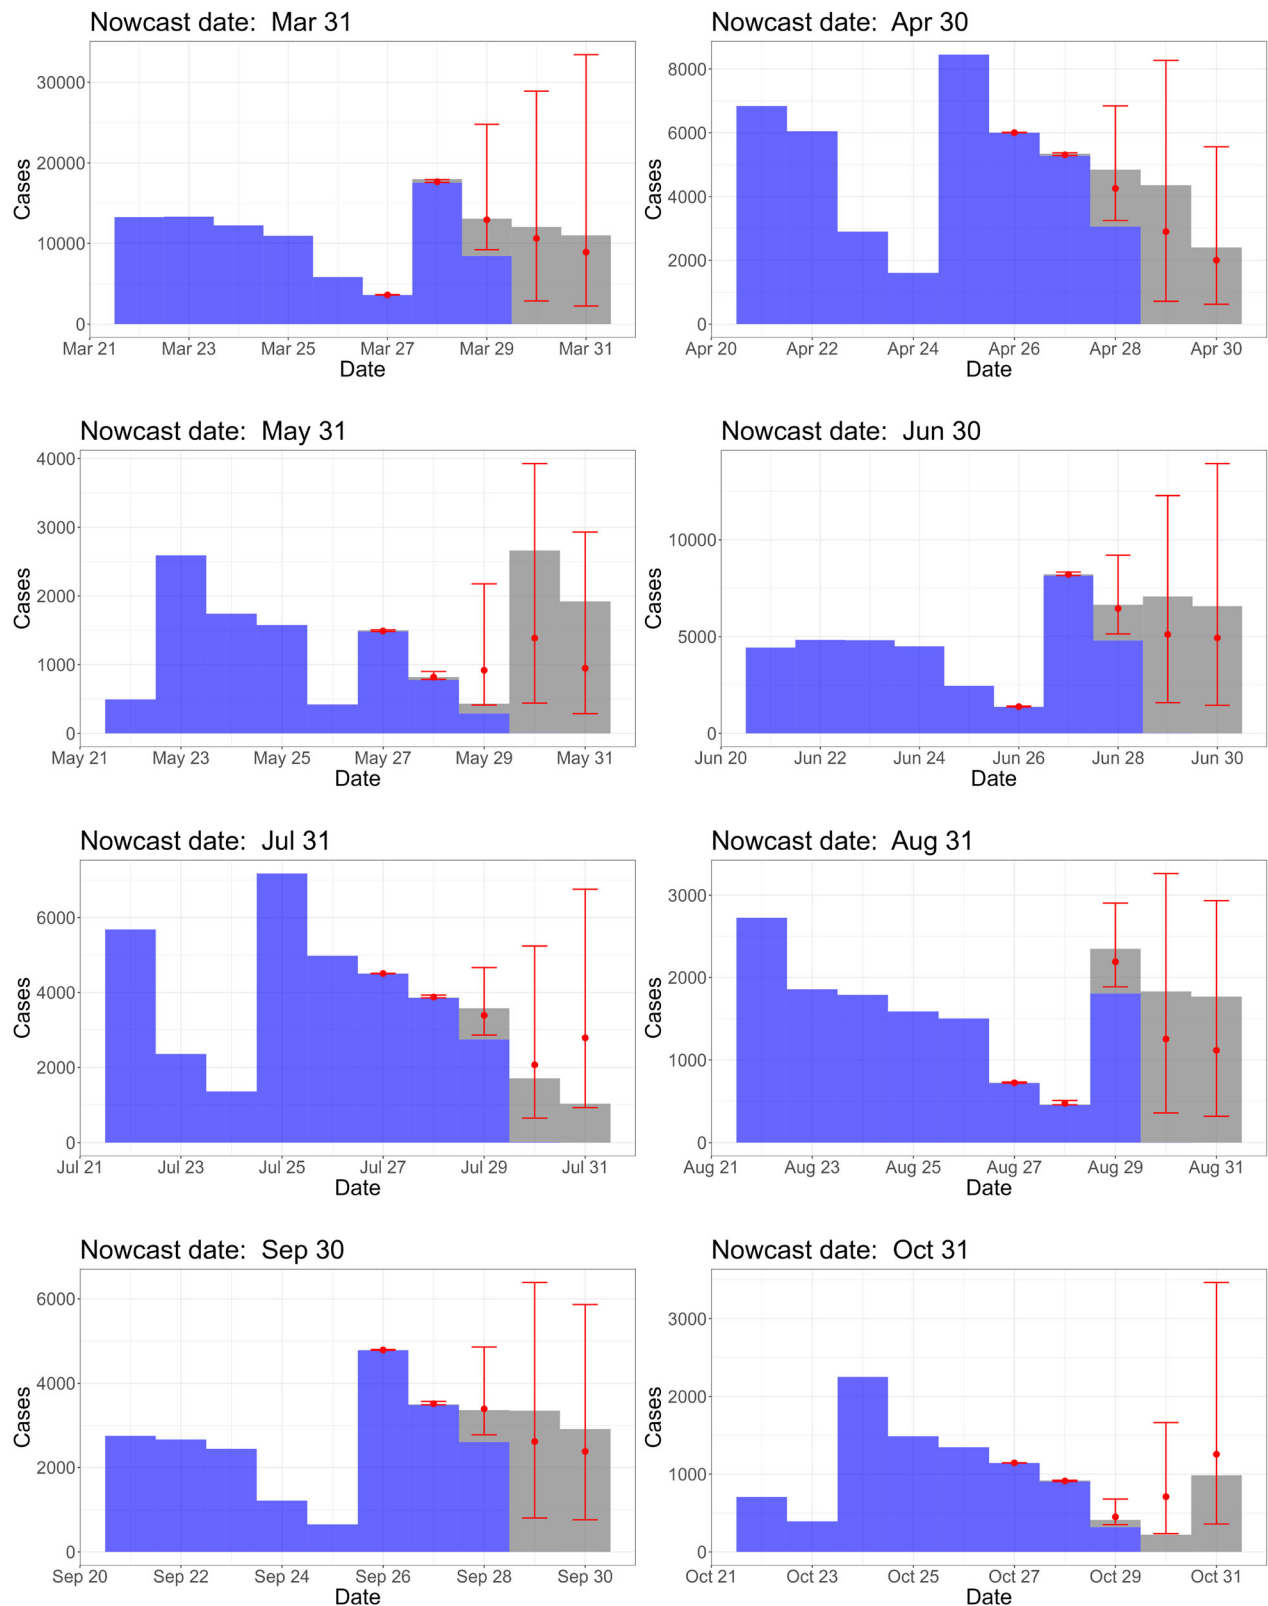 Nowcast date:  Mar 31
30000
20000
10000
0
Cases
Mar 21 Mar 23 Mar 25 Mar 27 Mar 29 Mar 31
Date
Nowcast date:  Apr 30
8000
6000
4000
2000
0
Cases
Apr 20 Apr 22 Apr 24 Apr 26 Apr 28 Apr 30
Date
Nowcast date:  May 31
4000
3000
2000
1000
0
Cases
May 21 May 23 May 25 May 27 May 29 May 31
Date
Nowcast date:  Jun 30
10000
5000
0
Cases
Jun 20 Jun 22 Jun 24 Jun 26 Jun 28 Jun 30
Date
Nowcast date:  Jul 31
6000
4000
2000
0
Cases
Jul 21 Jul 23 Jul 25 Jul 27 Jul 29 Jul 31
Date
Nowcast date:  Aug 31
3000
2000
1000
0
Cases
Aug 21 Aug 23 Aug 25 Aug 27 Aug 29 Aug 31
Date
Nowcast date:  Sep 30
6000
4000
2000
0
Cases
Sep 20 Sep 22 Sep 24 Sep 26 Sep 28 Sep 30
Date
Nowcast date:  Oct 31
3000
2000
1000
0
Cases
Oct 21 Oct 23 Oct 25 Oct 27 Oct 29 Oct 31
Date